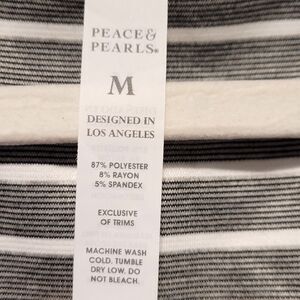 PEACE &
PEARLS®
M
DESIGNED IN
LOS ANGELES
87% POLYESTER
8% RAYON
5% SPANDEX
EXCLUSIVE
OF TRIMS
MACHINE WASH
COLD. TUMBLE
DRY LOW, DO
NOT BLEACH.